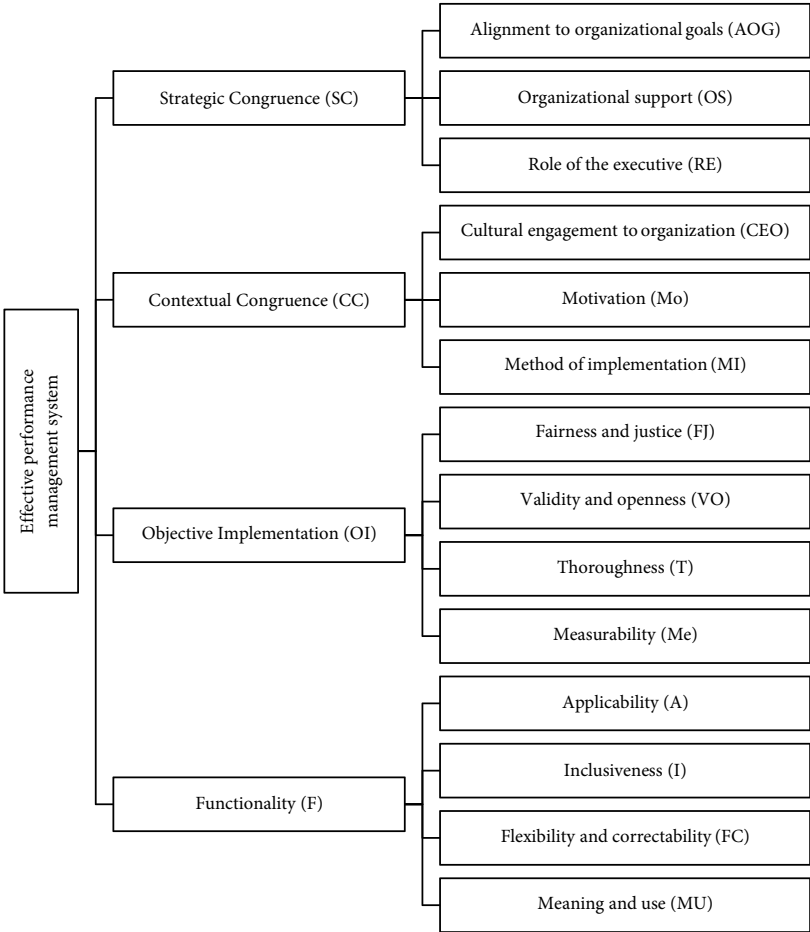 Effective performance
management system
Strategic Congruence (SC)
Alignment to organizational goals (AOG)
Organizational support (OS)
Role of the executive (RE)
Contextual Congruence (CC)
Cultural engagement to organization (CEO)
Motivation (Mo)
Method of implementation (MI)
Objective Implementation (OI)
Fairness and justice (FJ)
Validity and openness (VO)
Thoroughness (T)
Measurability (Me)
Functionality (F)
Applicability (A)
Inclusiveness (I)
Flexibility and correctability (FC)
Meaning and use (MU)